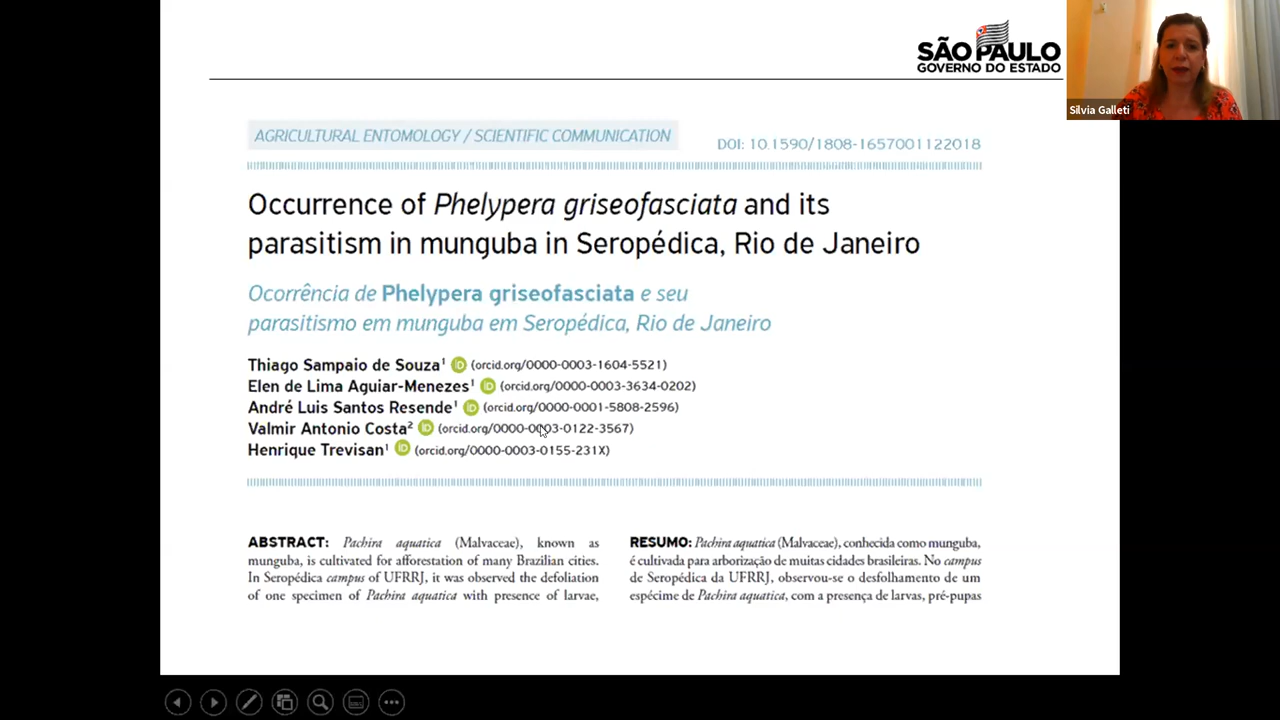 SÃO PAULO
GOVERNO DO ESTADO
Silvia Galleti
AGRICULTURAL ENTOMOLOGY / SCIENTIFIC COMMUNICATION
DOI: 10.1590/1808-1657001122018
Occurrence of Phelypera griseofasciata and its
parasitism in munguba in Seropédica, Rio de Janeiro
Ocorrência de Phelypera griseofasciata e seu
parasitismo em munguba em Seropédica, Rio de Janeiro
Thiago Sampaio de Souza¹ iD (orcid.org/0000-0003-1604-5521)
Elen de Lima Aguiar-Menezes¹ iD (orcid.org/0000-0003-3634-0202)
André Luis Santos Resende¹ iD (orcid.org/0000-0001-5808-2596)
Valmir Antonio Costa² iD (orcid.org/0000-0003-0122-3567)
Henrique Trevisan¹ iD (orcid.org/0000-0003-0155-231X)
ABSTRACT: Pachira aquatica (Malvaceae), known as
munguba, is cultivated for afforestation of many Brazilian cities.
In Seropédica campus of UFRRJ, it was observed the defoliation
of one specimen of Pachira aquatica with presence of larvae,
RESUMO: Pachira aquatica (Malvaceae), conhecida como munguba,
é cultivada para arborização de muitas cidades brasileiras. No campus
de Seropédica da UFRRJ, observou-se o desfolhamento de um
espécime de Pachira aquatica, com a presença de larvas, pré-pupas